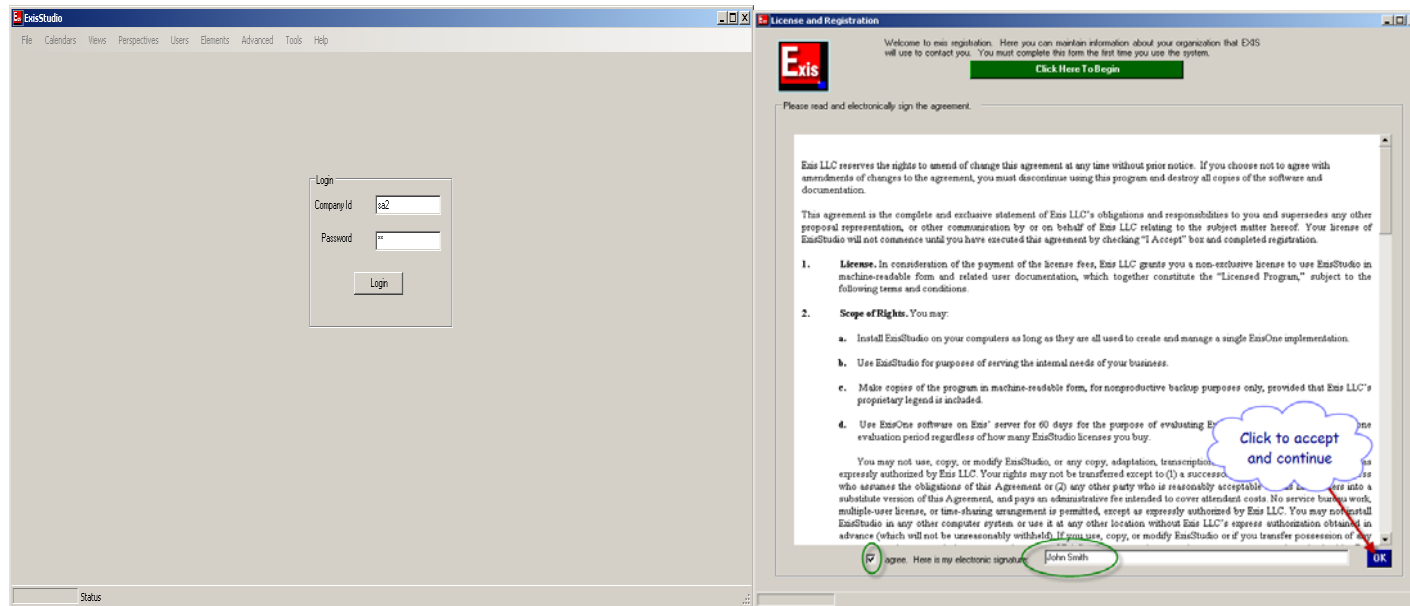 ExisStudio
File Calendars Views Perspectives Users Elements Advanced Tools Help
Login
Company Id sa2
Password **
Login
Status
License and Registration
Exis
Welcome to exis registration. Here you can maintain information about your organization that EXIS
will use to contact you. You must complete this form the first time you use the system.
Click Here To Begin
Please read and electronically sign the agreement.
Exis LLC reserves the rights to amend of change this agreement at any time without prior notice. If you choose not to agree with
amendments of changes to the agreement, you must discontinue using this program and destroy all copies of the software and
documentation.
This agreement is the complete and exclusive statement of Exis LLC's obligations and responsibilities to you and supersedes any other
proposal representation, or other communication by or on behalf of Exis LLC relating to the subject matter hereof. Your license of
ExisStudio will not commence until you have executed this agreement by checking "I Accept" box and completed registration.
1. License. In consideration of the payment of the license fees, Exis LLC grants you a non-exclusive license to use ExisStudio in
machine-readable form and related user documentation, which together constitute the "Licensed Program," subject to the
following terms and conditions.
2. Scope of Rights. You may:
a. Install ExisStudio on your computers as long as they are all used to create and manage a single ExisOne implementation.
b. Use ExisStudio for purposes of serving the internal needs of your business.
c. Make copies of the program in machine-readable form, for nonproductive backup purposes only, provided that Exis LLC's
proprietary legend is included.
d. Use ExisOne software on Exis' server for 60 days for the purpose of evaluating
evaluation period regardless of how many ExisStudio licenses you buy.
You may not use, copy, or modify ExisStudio, or any copy, adaptation, transcription,
expressly authorized by Exis LLC. Your rights may not be transferred except to (1) a successor
who assumes the obligations of this Agreement or (2) any other party who is reasonably acceptable into a
substitute version of this Agreement, and pays an administrative fee intended to cover attendant costs. No service bureau work,
multiple-user license, or time-sharing arrangement is permitted, except as expressly authorized by Exis LLC. You may not install
ExisStudio in any other computer system or use it at any other location without Exis LLC's express authorization obtained in
advance (which will not be unreasonably withheld). If you use, copy, or modify ExisStudio or if you transfer possession of any
Click to accept
and continue
agree. Here is my electronic signature John Smith
OK